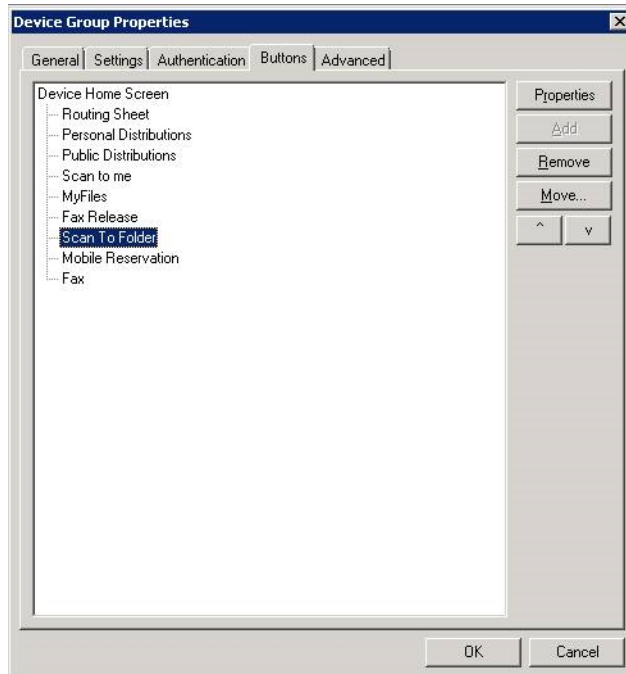 Device Group Properties
General Settings Authentication Buttons Advanced
Device Home Screen
Routing Sheet
Personal Distributions
Public Distributions
Scan to me
MyFiles
Fax Release
Scan To Folder
Mobile Reservation
Fax
Properties
Add
Remove
Move...
^ v
OK Cancel